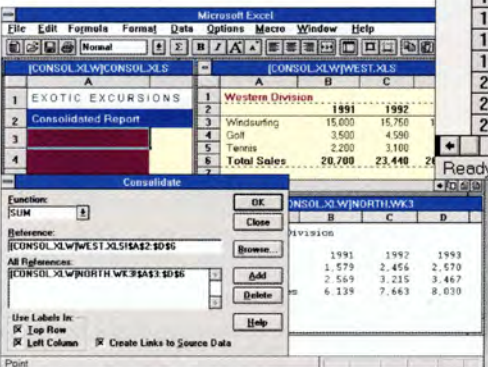 Microsoft Excel
File Edit Formula Format Data Options Macro Window Help
Normal
[CONSOL.XLW]CONSOL.XLS
A
1 EXOTIC EXCURSIONS
2 Consolidated Report
3
4
[CONSOL.XLW]WEST.XLS
A B C
1 Western Division
2 1991 1992
3 Windsurfing 15,000 15,750
4 Golf 3,500 4,590
5 Tennis 2,200 3,100
6 Total Sales 20,700 23,440
7
Ready
Consolidate
Function:
SUM
Reference:
[CONSOL.XLW]WEST.XLS!$A$2:$D$6
All References:
[CONSOL.XLW]NORTH.WK3!$A$3:$D$6
Use Labels In:
Top Row
Left Column
Create Links to Source Data
OK
Close
Browse...
Add
Delete
Help
NORTH.WK3
B C D
Division
1991 1992 1993
1,579 2,456 2,570
2,569 3,215 3,467
6,139 7,663 8,030
Point